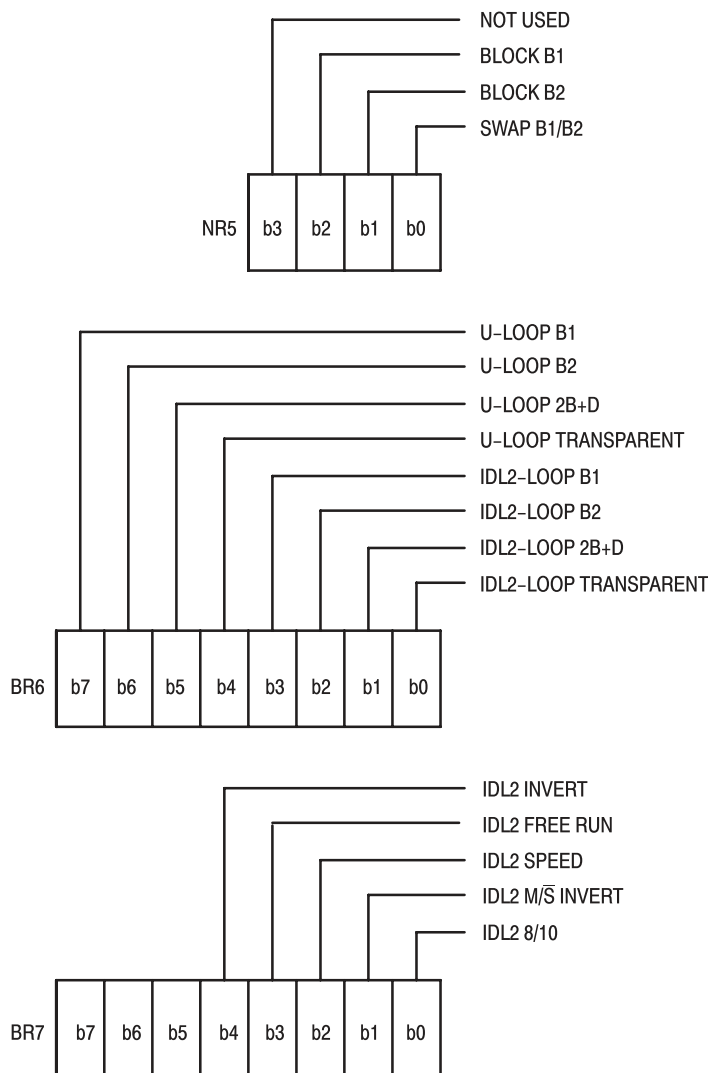 NOT USED
BLOCK B1
BLOCK B2
SWAP B1/B2
NR5 b3 b2 b1 b0
U–LOOP B1
U–LOOP B2
U–LOOP 2B+D
U–LOOP TRANSPARENT
IDL2–LOOP B1
IDL2–LOOP B2
IDL2–LOOP 2B+D
IDL2–LOOP TRANSPARENT
BR6 b7 b6 b5 b4 b3 b2 b1 b0
IDL2 INVERT
IDL2 FREE RUN
IDL2 SPEED
IDL2 M/S̅ INVERT
IDL2 8/10
BR7 b7 b6 b5 b4 b3 b2 b1 b0